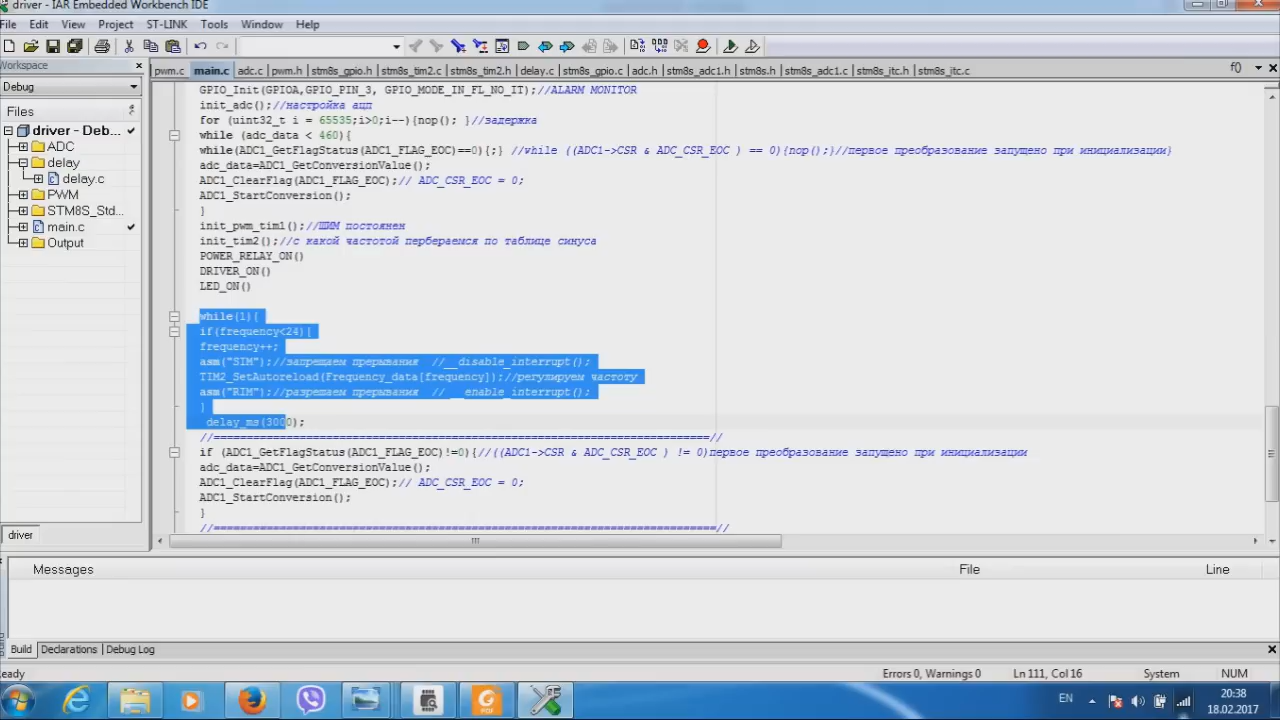 driver - IAR Embedded Workbench IDE
File Edit View Project ST-LINK Tools Window Help
Workspace
pwm.c main.c adc.c pwm.h stm8s_gpio.h stm8s_tim2.c stm8s_tim2.h delay.c stm8s_gpio.c adc.h stm8s_adc1.h stm8s.h stm8s_adc1.c stm8s_itc.h stm8s_itc.c f()
Debug
Files
driver - Deb...
ADC
delay
delay.c
PWM
STM8S_Std...
main.c
Output
driver
GPIO_Init(GPIOA,GPIO_PIN_3, GPIO_MODE_IN_FL_NO_IT);//ALARM MONITOR
init_adc();//настройка ацп
for (uint32_t i = 65535;i>0;i--){nop(); }//задержка
while (adc_data < 460){
while(ADC1_GetFlagStatus(ADC1_FLAG_EOC)==0){;} //while ((ADC1->CSR & ADC_CSR_EOC ) == 0){nop();}//первое преобразование запущено при инициализации}
adc_data=ADC1_GetConversionValue();
ADC1_ClearFlag(ADC1_FLAG_EOC);// ADC_CSR_EOC = 0;
ADC1_StartConversion();
}
init_pwm_tim1();//ШИМ постоянен
init_tim2();//с какой частотой пербераемся по таблице синуса
POWER_RELAY_ON()
DRIVER_ON()
LED_ON()
while(1){
if(frequency<24){
frequency++;
asm("SIM");//запрещаем прерывания //__disable_interrupt();
TIM2_SetAutoreload(Frequency_data[frequency]);//регулируем частоту
asm("RIM");//разрешаем прерывания // __enable_interrupt();
}
delay_ms(3000);
//===========================================================================//
if (ADC1_GetFlagStatus(ADC1_FLAG_EOC)!=0){//((ADC1->CSR & ADC_CSR_EOC ) != 0)первое преобразование запущено при инициализации
adc_data=ADC1_GetConversionValue();
ADC1_ClearFlag(ADC1_FLAG_EOC);// ADC_CSR_EOC = 0;
ADC1_StartConversion();
}
//============================================================================//
Messages File Line
Build Declarations Debug Log
Errors 0, Warnings 0 Ln 111, Col 16 System NUM
EN 20:38
18.02.2017